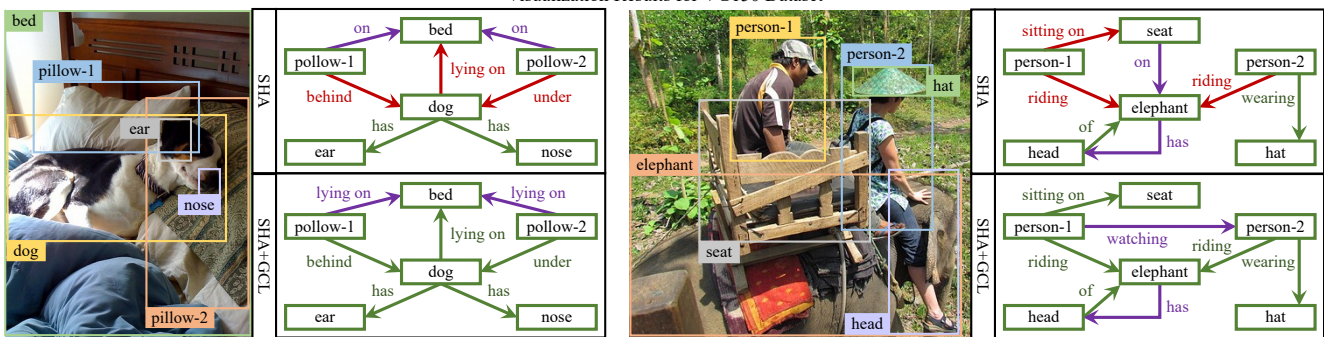 Visualization Results for VG150 Dataset
bed
pillow-1
ear
nose
dog
pillow-2
SHA
on
bed
on
pollow-1
lying on
pollow-2
behind
dog
under
has
has
ear
nose
SHA+GCL
lying on
bed
lying on
pollow-1
lying on
pollow-2
behind
dog
under
has
has
ear
nose
person-1
person-2
hat
elephant
seat
head
SHA
sitting on
seat
person-1
on
person-2
riding
riding
elephant
wearing
of
has
head
hat
SHA+GCL
sitting on
seat
person-1
watching
person-2
riding
riding
elephant
wearing
of
has
head
hat